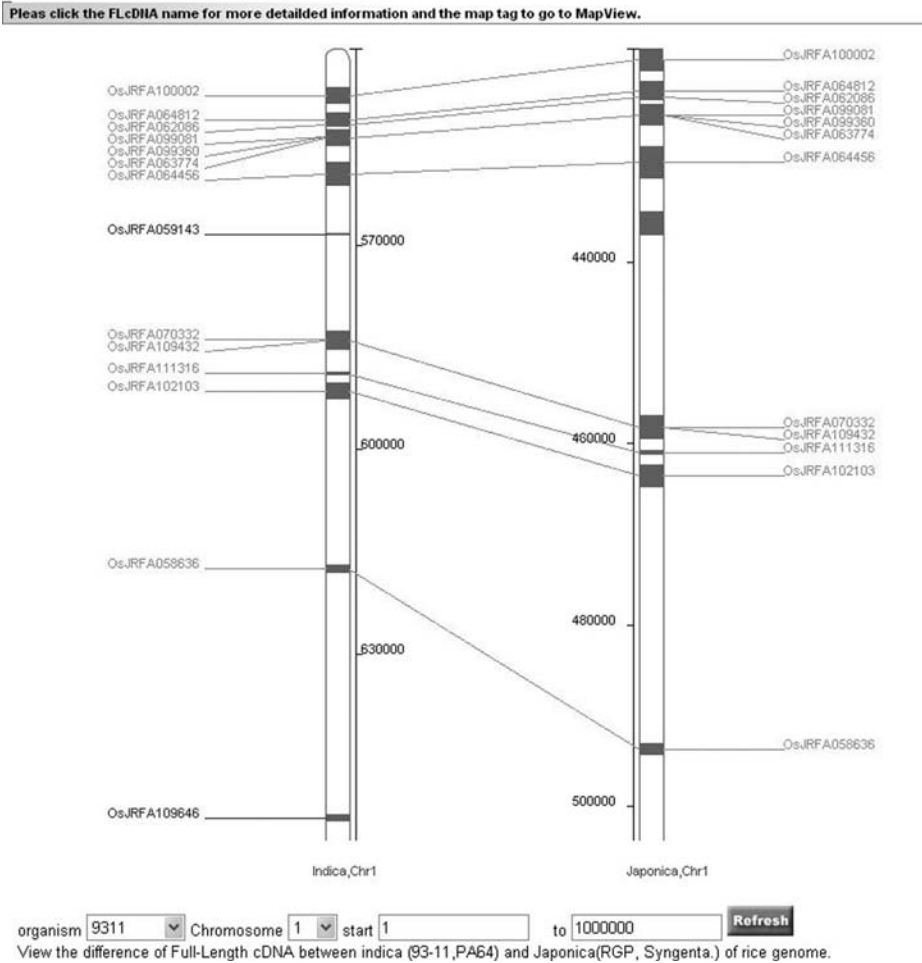 Pleas click the FLcDNA name for more detailded information and the map tag to go to MapView.
OsJRFA100002
OsJRFA064812
OsJRFA062086
OsJRFA099081
OsJRFA099360
OsJRFA063774
OsJRFA064456
OsJRFA059143
OsJRFA070332
OsJRFA109432
OsJRFA111316
OsJRFA102103
OsJRFA058636
OsJRFA109646
570000
600000
630000
440000
460000
480000
500000
OsJRFA100002
OsJRFA064812
OsJRFA062086
OsJRFA099081
OsJRFA099360
OsJRFA063774
OsJRFA064456
OsJRFA070332
OsJRFA109432
OsJRFA111316
OsJRFA102103
OsJRFA058636
Indica,Chr1
Japonica,Chr1
organism 9311 Chromosome 1 start 1 to 1000000 Refresh
View the difference of Full-Length cDNA between indica (93-11,PA64) and Japonica(RGP, Syngenta.) of rice genome.